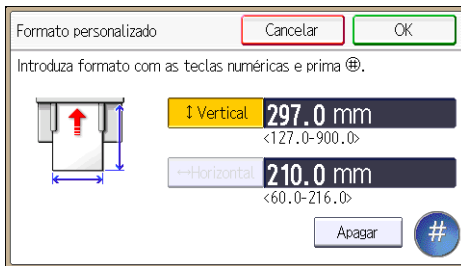 Formato personalizado Cancelar OK
Introduza formato com as teclas numéricas e prima ⊞.
↕ Vertical 297.0 mm
<127.0-900.0>
↔Horizontal 210.0 mm
<60.0-216.0>
Apagar #